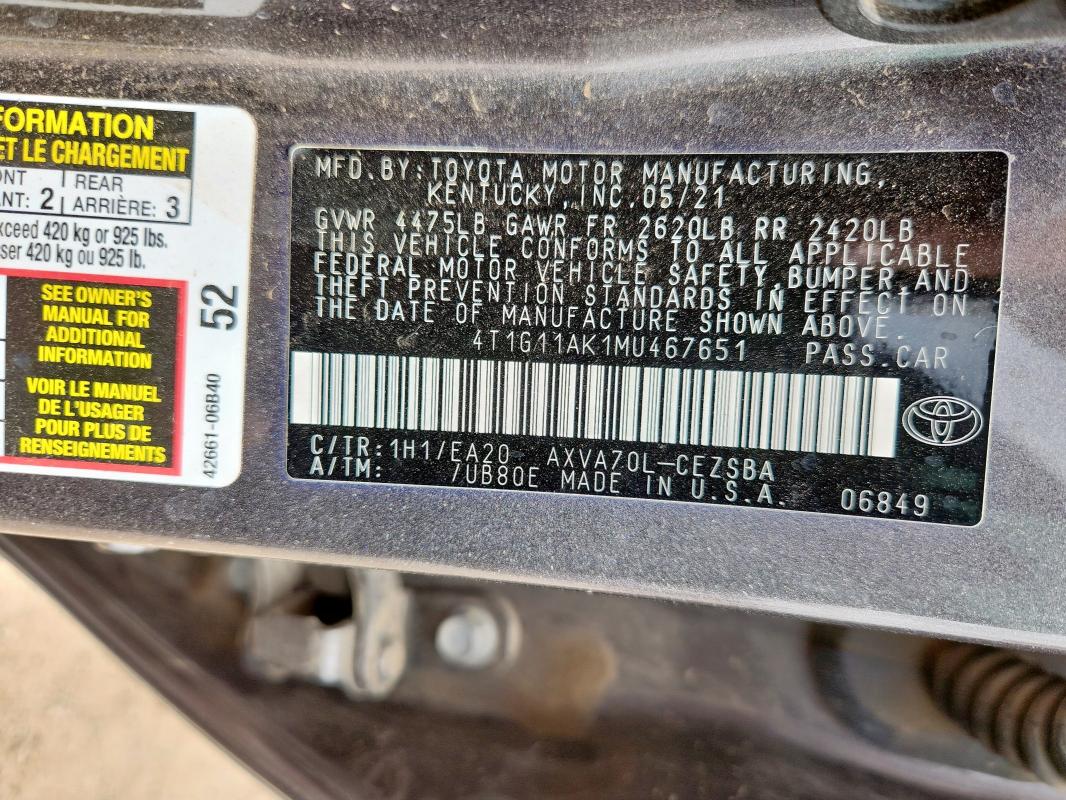 FORMATION
ET LE CHARGEMENT
ONT
ANT: 2
REAR
ARRIÈRE: 3
xceed 420 kg or 925 lbs.
sser 420 kg ou 925 lb.
SEE OWNER'S
MANUAL FOR
ADDITIONAL
INFORMATION
VOIR LE MANUEL
DE L'USAGER
POUR PLUS DE
RENSEIGNEMENTS
52
42661-06B40
MFD.BY:TOYOTA MOTOR MANUFACTURING,
KENTUCKY,INC.05/21
GVWR 4475LB GAWR FR 2620LB RR 2420LB
THIS VEHICLE CONFORMS TO ALL APPLICABLE
FEDERAL MOTOR VEHICLE SAFETY,BUMPER,AND
THEFT PREVENTION STANDARDS IN EFFECT ON
THE DATE OF MANUFACTURE SHOWN ABOVE.
4T1G11AK1MU467651 PASS.CAR
C/TR:1H1/EA20 AXVA70L-CEZSBA
A/TM: 7UB80E MADE IN U.S.A.
06849